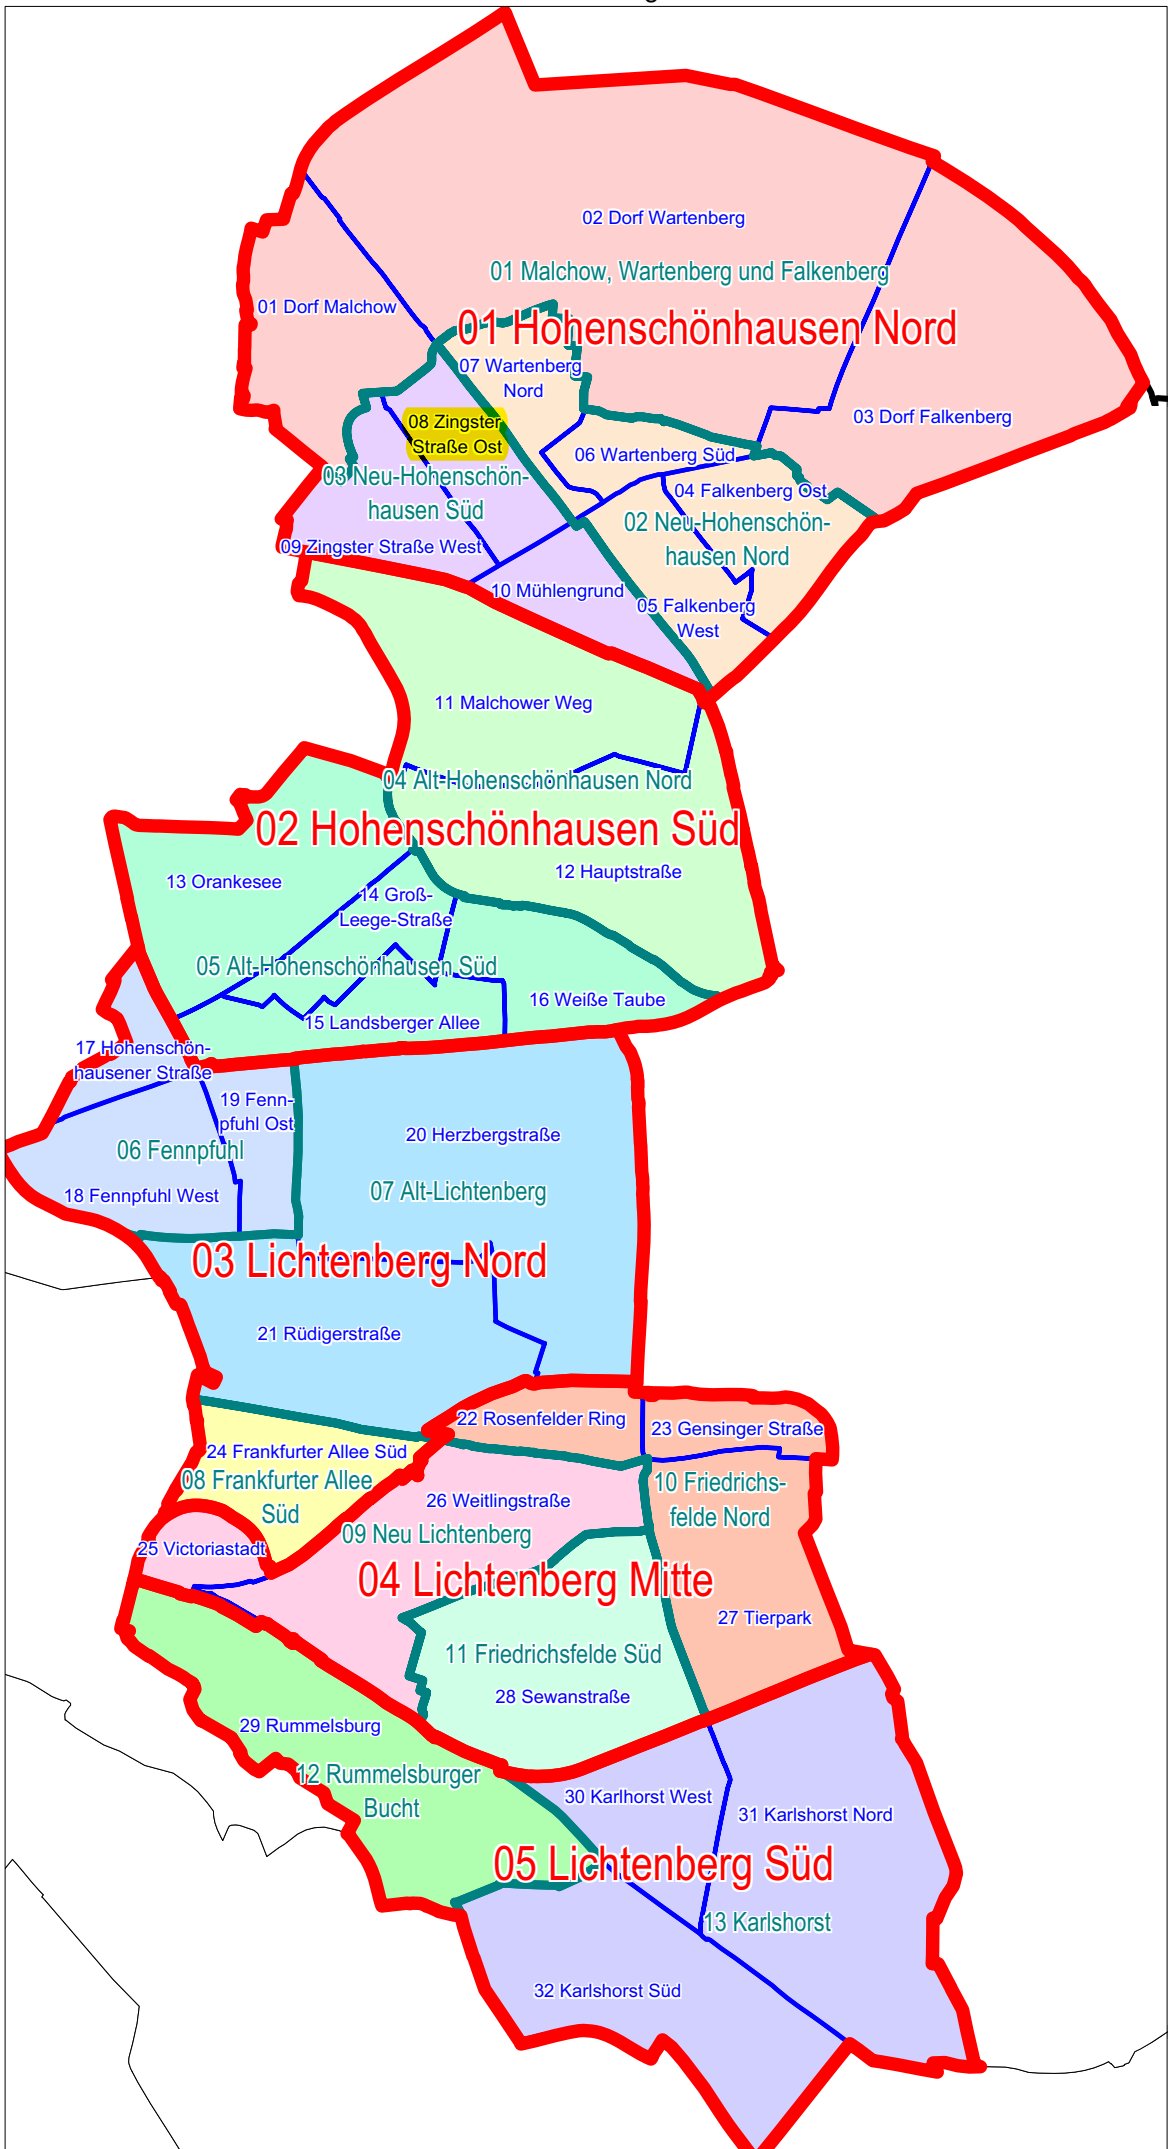 02 Dorf Wartenberg
01 Malchow, Wartenberg und Falkenberg
01 Dorf Malchow
01 Hohenschönhausen Nord
07 Wartenberg
Nord
03 Dorf Falkenberg
08 Zingster
Straße Ost
06 Wartenberg Süd
03 Neu-Hohenschön-
hausen Süd
04 Falkenberg Ost
02 Neu-Hohenschön-
hausen Nord
09 Zingster Straße West
10 Mühlengrund
05 Falkenberg
West
11 Malchower Weg
04 Alt-Hohenschönhausen Nord
02 Hohenschönhausen Süd
12 Hauptstraße
13 Orankesee
14 Groß-
Leege-Straße
05 Alt-Hohenschönhausen Süd
16 Weiße Taube
15 Landsberger Allee
17 Hohenschön-
hausener Straße
19 Fenn-
pfuhl Ost
20 Herzbergstraße
06 Fennpfuhl
18 Fennpfuhl West
07 Alt-Lichtenberg
03 Lichtenberg Nord
21 Rüdigerstraße
22 Rosenfelder Ring
23 Gensinger Straße
24 Frankfurter Allee Süd
08 Frankfurter Allee
Süd
10 Friedrichs-
felde Nord
26 Weitlingstraße
09 Neu Lichtenberg
25 Victoriastadt
04 Lichtenberg Mitte
27 Tierpark
11 Friedrichsfelde Süd
28 Sewanstraße
29 Rummelsburg
12 Rummelsburger
Bucht
30 Karlhorst West
31 Karlshorst Nord
05 Lichtenberg Süd
13 Karlshorst
32 Karlshorst Süd